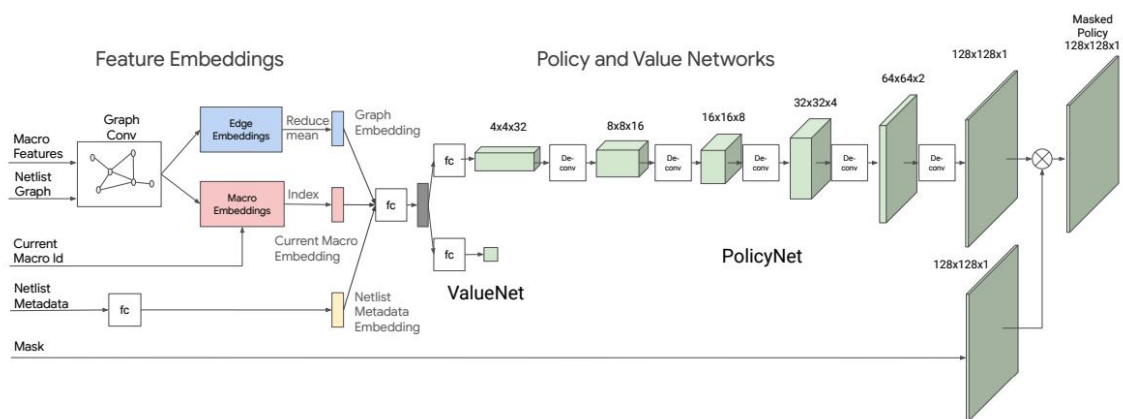 Feature Embeddings
Policy and Value Networks
Masked
Policy
128x128x1
128x128x1
64x64x2
32x32x4
16x16x8
8x8x16
4x4x32
Macro
Features
Netlist
Graph
Graph
Conv
Edge
Embeddings
Reduce
mean
Graph
Embedding
Macro
Embeddings
Index
Current Macro
Embedding
Current
Macro Id
Netlist
Metadata
fc
Netlist
Metadata
Embedding
fc
fc
De-
conv
De-
conv
De-
conv
De-
conv
De-
conv
fc
ValueNet
PolicyNet
128x128x1
Mask